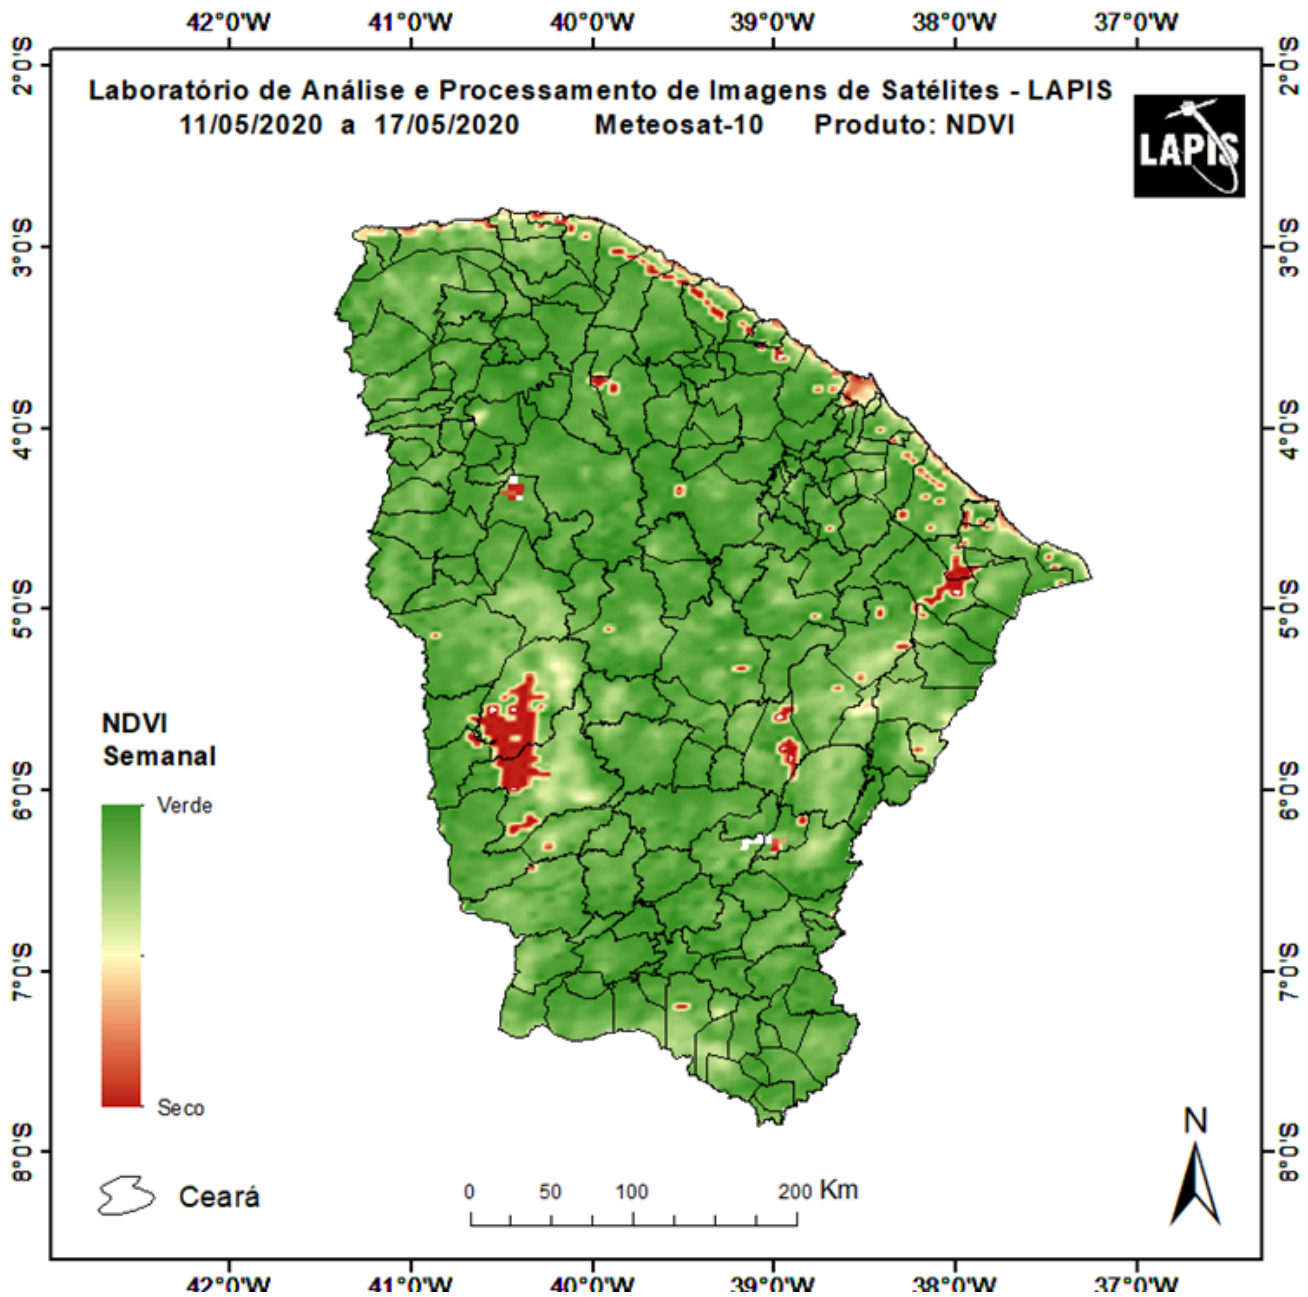 42°0'W 41°0'W 40°0'W 39°0'W 38°0'W 37°0'W
Laboratório de Análise e Processamento de Imagens de Satélites - LAPIS
11/05/2020 a 17/05/2020 Meteosat-10 Produto: NDVI
LAPIS
2°0'S 2°0'S
3°0'S 3°0'S
4°0'S 4°0'S
5°0'S 5°0'S
6°0'S 6°0'S
7°0'S 7°0'S
8°0'S 8°0'S
NDVI
Semanal
Verde
Seco
Ceará
0 50 100 200 Km
N
42°0'W 41°0'W 40°0'W 39°0'W 38°0'W 37°0'W